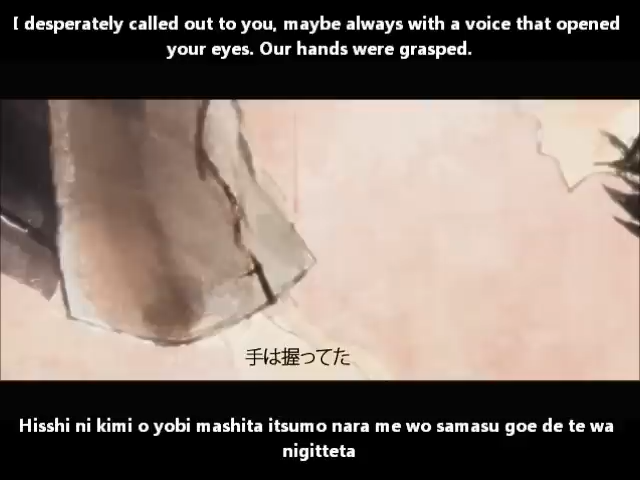 I desperately called out to you, maybe always with a voice that opened
your eyes. Our hands were grasped.
手は握ってた
Hisshi ni kimi o yobi mashita itsumo nara me wo samasu goe de te wa
nigitteta